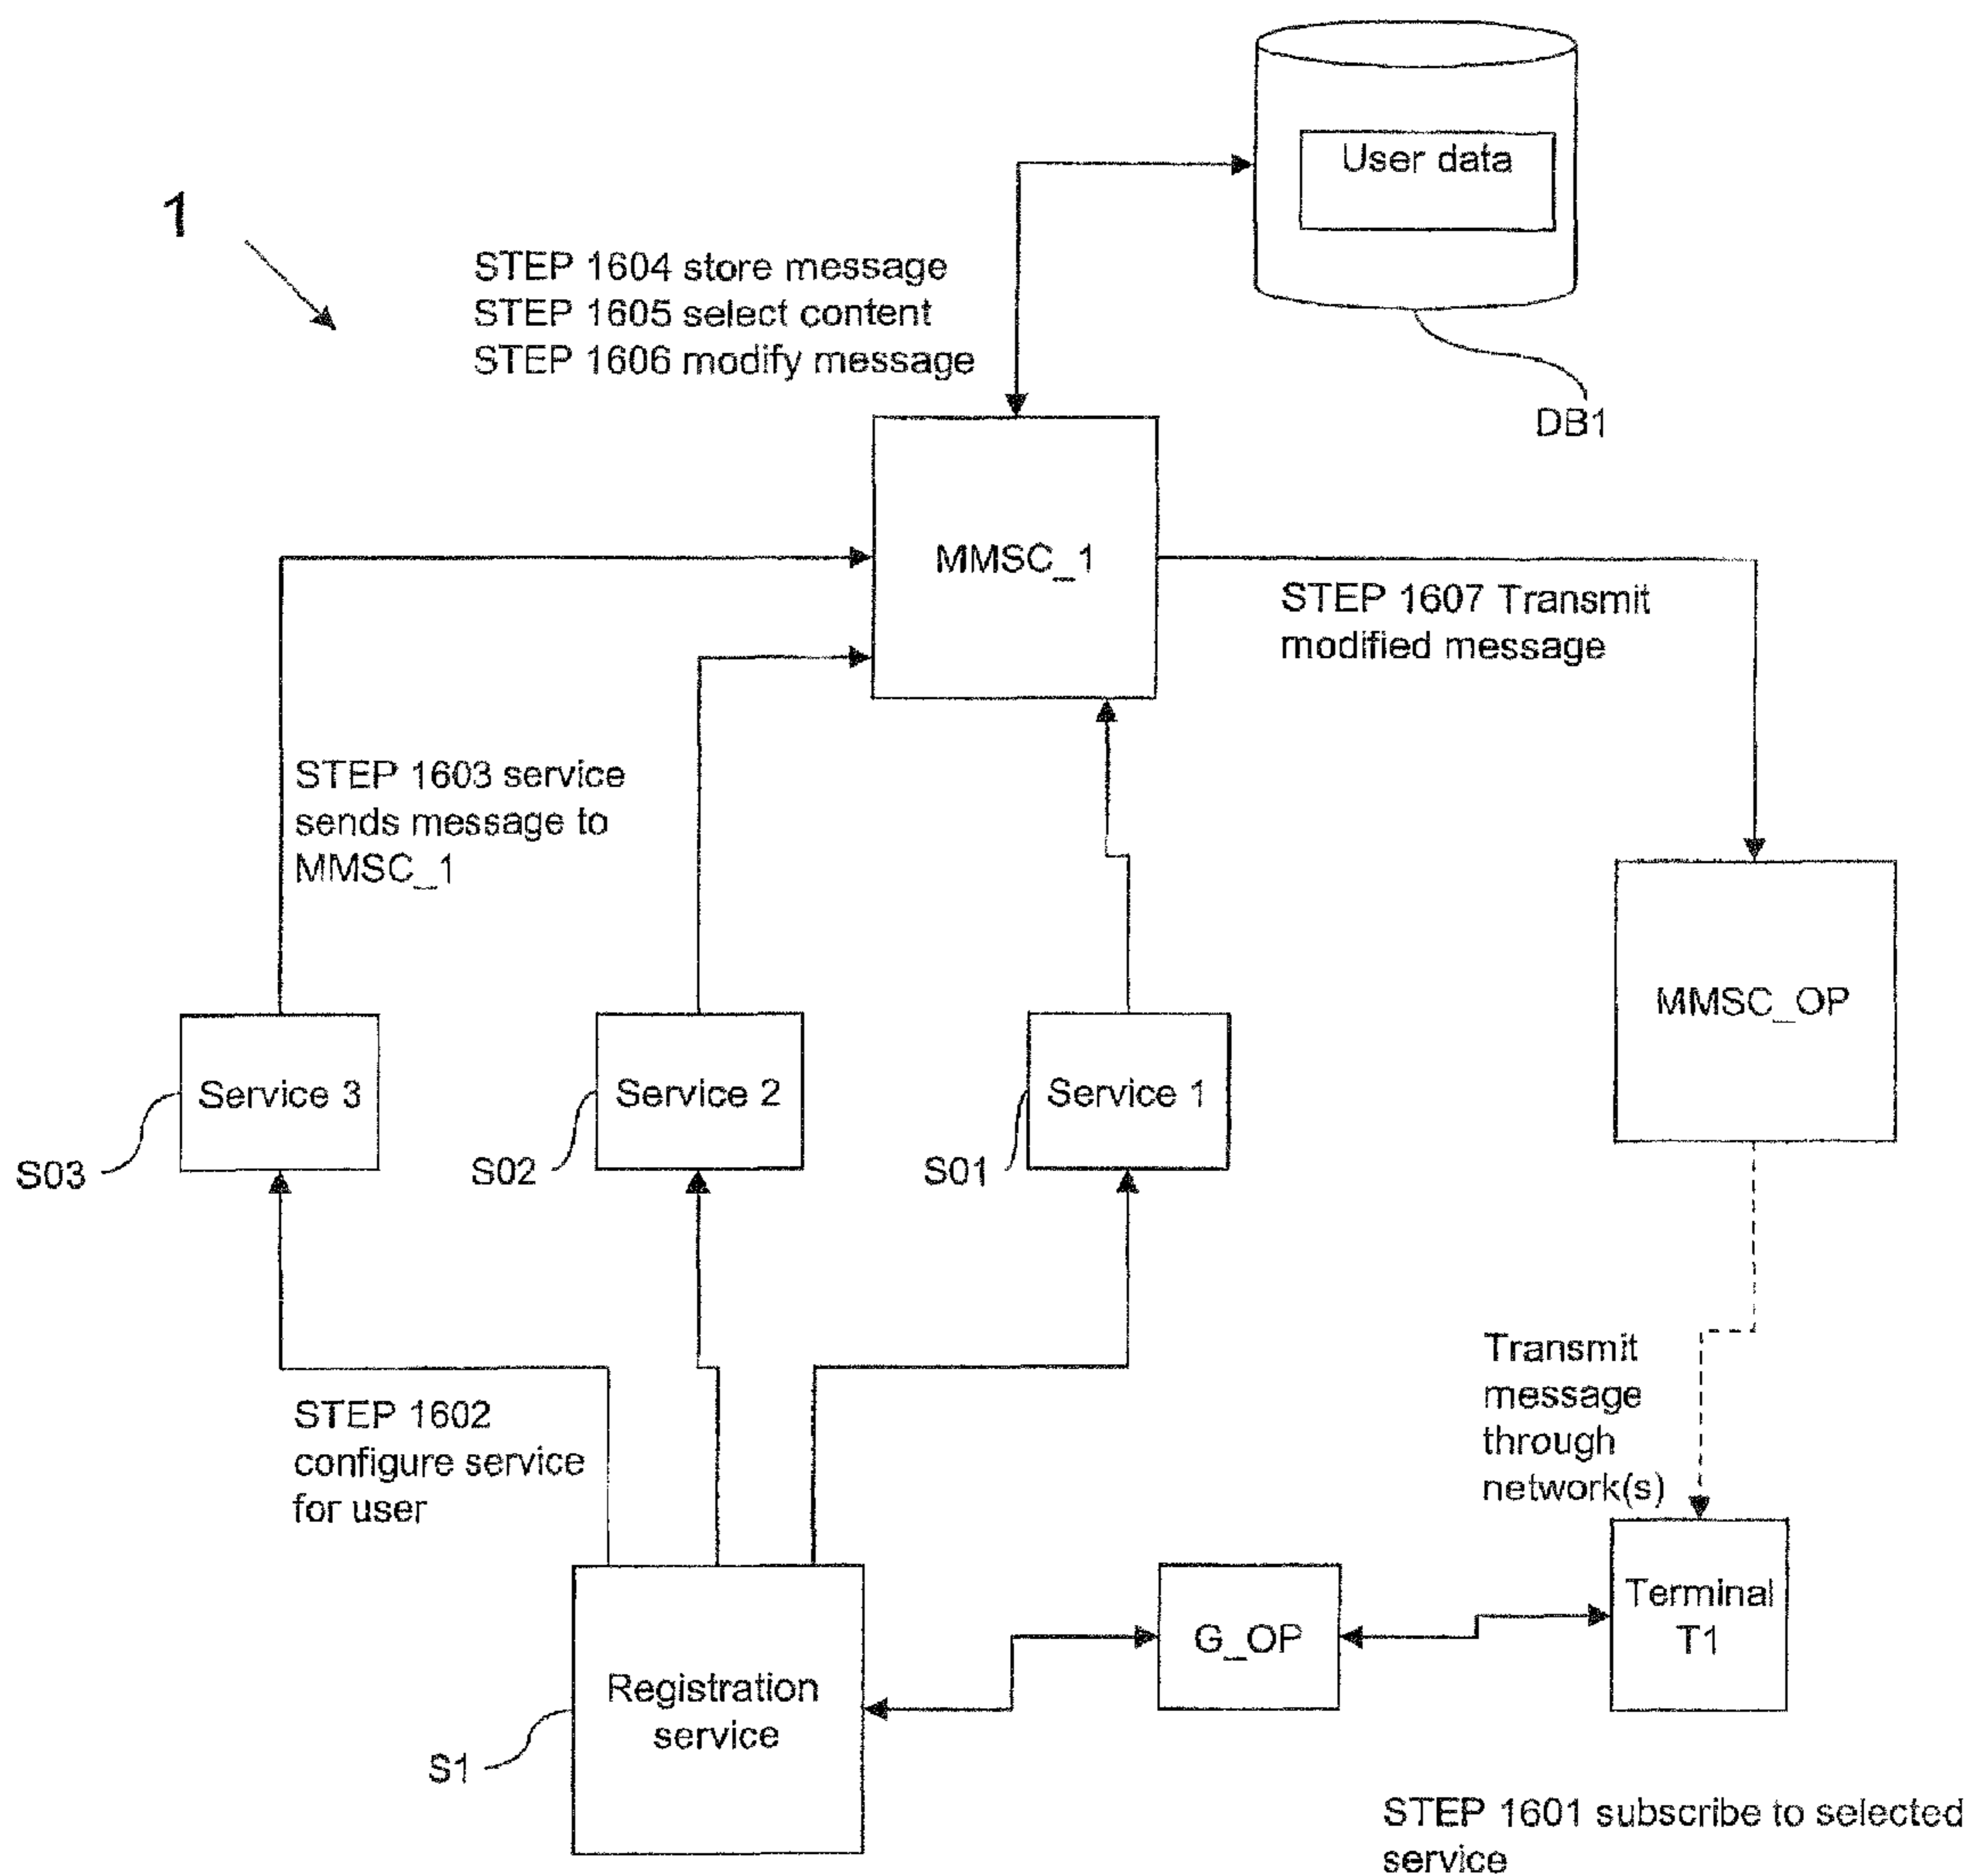 1
User data
STEP 1604 store message
STEP 1605 select content
STEP 1606 modify message
DB1
MMSC_1
STEP 1607 Transmit
modified message
STEP 1603 service
sends message to
MMSC_1
MMSC_OP
Service 3
Service 2
Service 1
S03
S02
S01
Transmit
message
through
network(s)
STEP 1602
configure service
for user
Terminal
T1
G_OP
Registration
service
S1
STEP 1601 subscribe to selected
service